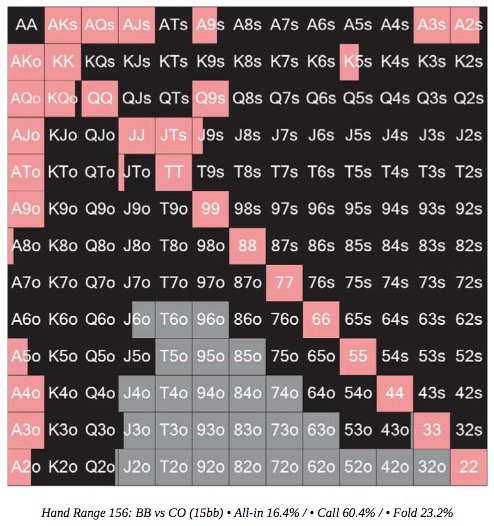 AA AKs AQs AJs ATs A9s A8s A7s A6s A5s A4s A3s A2s
AKo KK KQs KJs KTs K9s K8s K7s K6s K5s K4s K3s K2s
AQo KQo QQ QJs QTs Q9s Q8s Q7s Q6s Q5s Q4s Q3s Q2s
AJo KJo QJo JJ JTs J9s J8s J7s J6s J5s J4s J3s J2s
ATo KTo QTo JTo TT T9s T8s T7s T6s T5s T4s T3s T2s
A9o K9o Q9o J9o T9o 99 98s 97s 96s 95s 94s 93s 92s
A8o K8o Q8o J8o T8o 98o 88 87s 86s 85s 84s 83s 82s
A7o K7o Q7o J7o T7o 97o 87o 77 76s 75s 74s 73s 72s
A6o K6o Q6o J6o T6o 96o 86o 76o 66 65s 64s 63s 62s
A5o K5o Q5o J5o T5o 95o 85o 75o 65o 55 54s 53s 52s
A4o K4o Q4o J4o T4o 94o 84o 74o 64o 54o 44 43s 42s
A3o K3o Q3o J3o T3o 93o 83o 73o 63o 53o 43o 33 32s
A2o K2o Q2o J2o T2o 92o 82o 72o 62o 52o 42o 32o 22
Hand Range 156: BB vs CO (15bb) • All-in 16.4% / • Call 60.4% / • Fold 23.2%